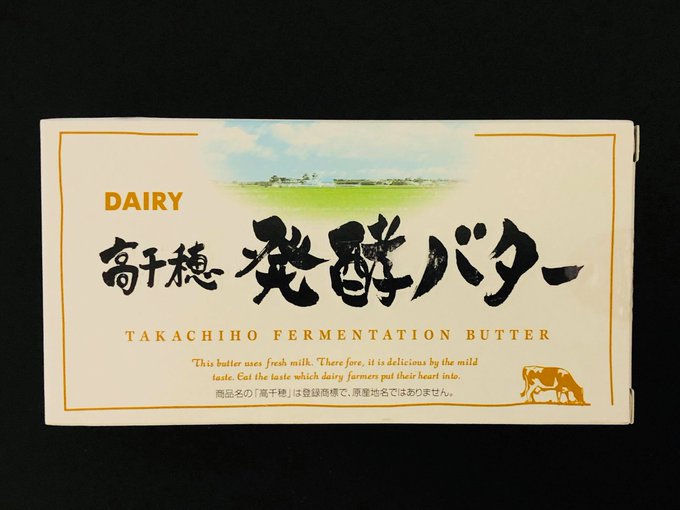 DAIRY
高千穂 発酵バター
TAKACHIHO FERMENTATION BUTTER
This butter uses fresh milk. There fore, it is delicious by the mild
taste. Eat the taste which dairy farmers put their heart into.
商品名の「高千穂」は登録商標で、原産地名ではありません。